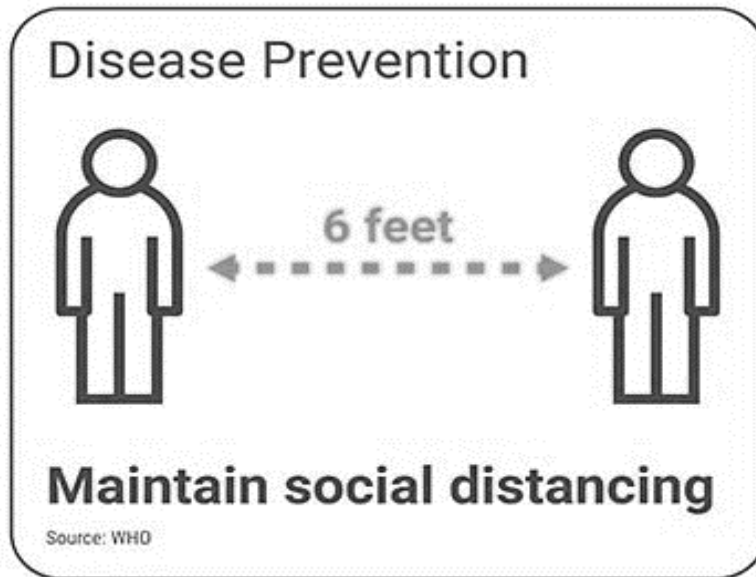 Disease Prevention
6 feet
Maintain social distancing
Source: WHO